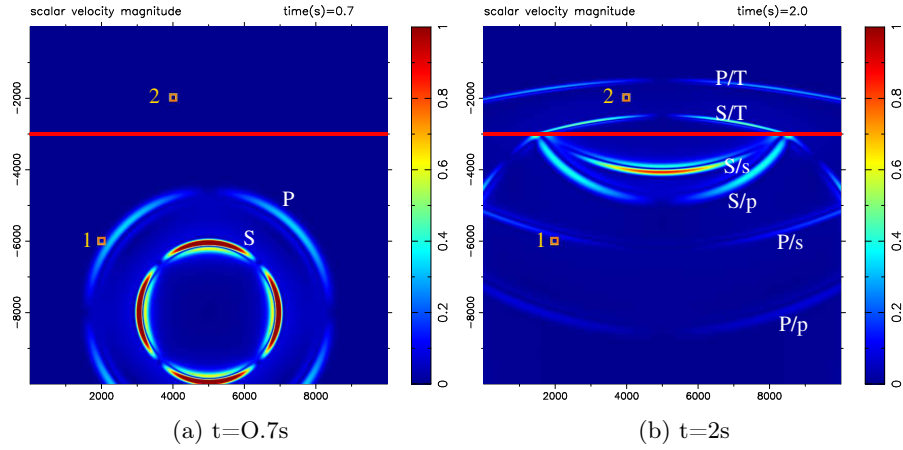 scalar velocity magnitude time(s)=0.7
-2000
-4000
-6000
-8000
2000 4000 6000 8000
2
P
S
1
1
0.8
0.6
0.4
0.2
0
(a) t=O.7s
scalar velocity magnitude time(s)=2.0
-2000
-4000
-6000
-8000
2000 4000 6000 8000
P/T
2
S/T
S/s
S/p
1
P/s
P/p
1
0.8
0.6
0.4
0.2
0
(b) t=2s